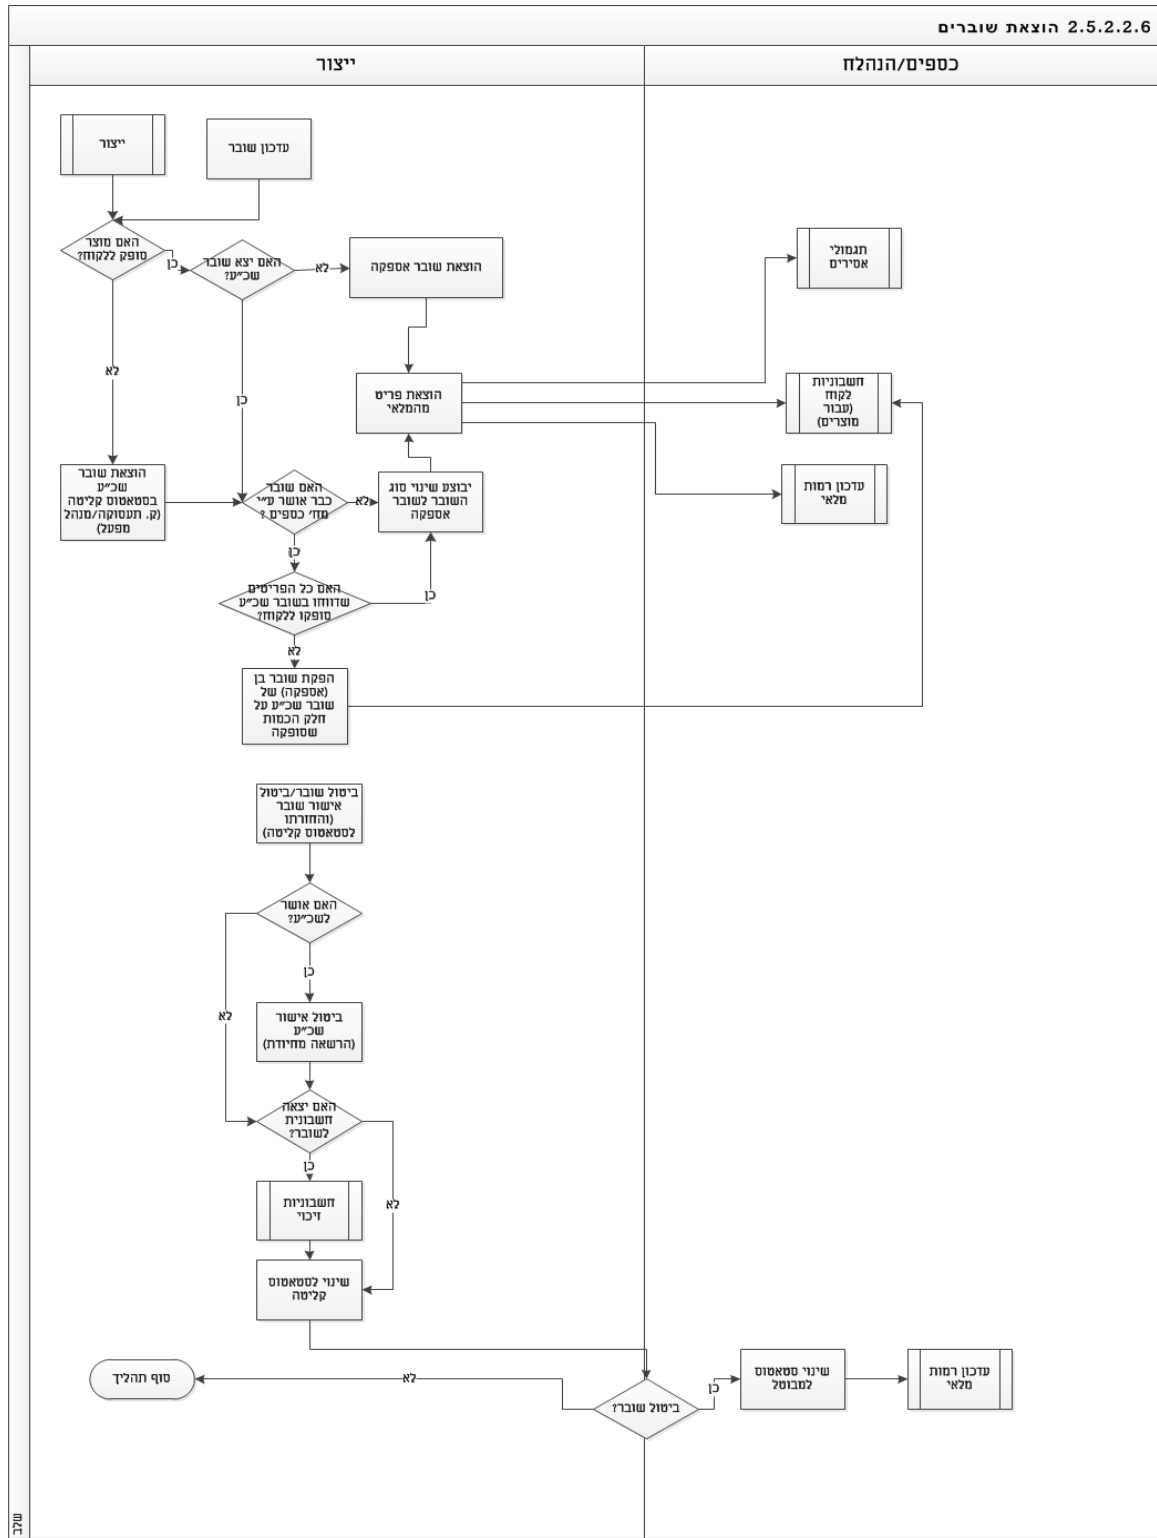 2.5.2.2.6 הוצאת שוברים
ייצור
כספים/הנהלה
ייצור
עדכון שובר
האם מוצר
סופק ללקוח?
כן
האם יצא שובר
שכ"ע?
לא
הוצאת שובר אספקה
תגמולי
אסירים
לא
כן
הוצאת פריט
מהמלאי
חשבוניות
לקוח
(עבור
מוצרים)
הוצאת שובר
שכ"ע
בסטאטוס קליטה
(ק. תעסוקה/מנהל
מפעל)
האם שובר
כבר אושר ע"י
מח' כספים ?
לא
יבוצע שינוי סוג
השובר לשובר
אספקה
עדכון רמות
מלאי
כן
האם כל הפריטים
שדווחו בשובר שכ"ע
סופקו ללקוח?
כן
לא
הפקת שובר בן
(אספקה) של
שובר שכ"ע על
חלק הכמות
שסופקה
ביטול שובר/ביטול
אישור שובר
(והחזרתו
לסטאטוס קליטה)
האם אושר
לשכ"ע?
כן
לא
ביטול אישור
שכ"ע
(הרשאה מחיודת)
האם יצאה
חשבונית
לשובר?
כן
לא
חשבוניות
זיכוי
שינוי לסטאטוס
קליטה
סוף תהליך
לא
ביטול שובר?
כן
שינוי סטאטוס
למבוטל
עדכון רמות
מלאי
שלב